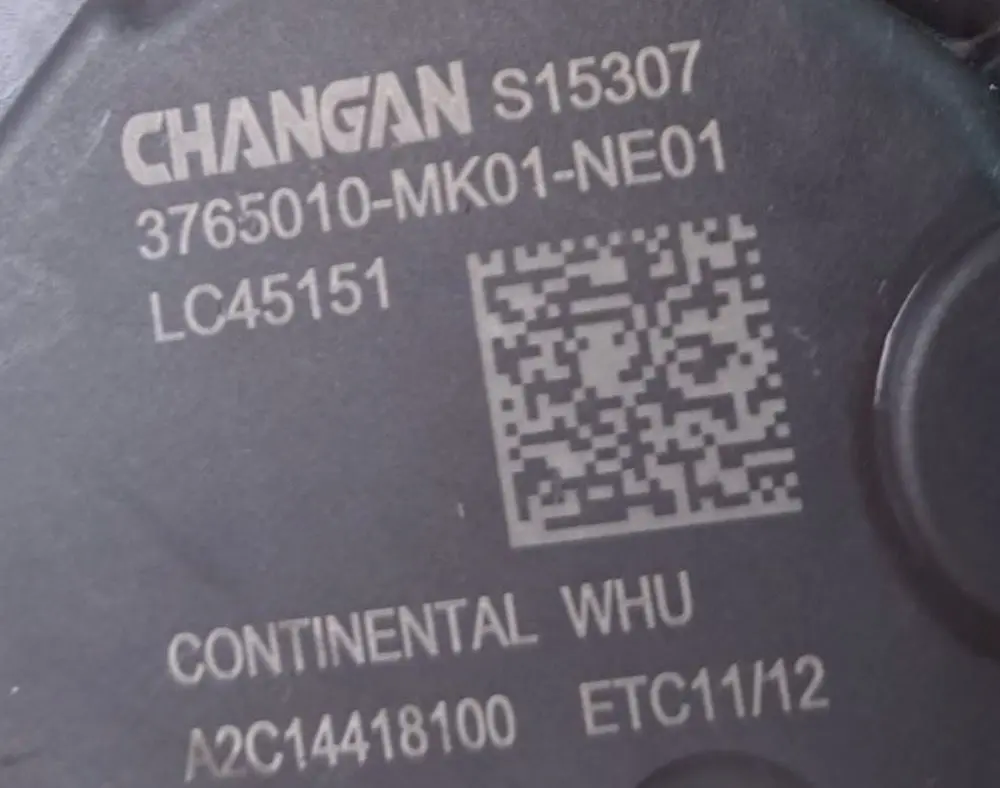 CHANGAN S15307
3765010-MK01-NE01
LC45151
CONTINENTAL WHU
A2C14418100 ETC11/12